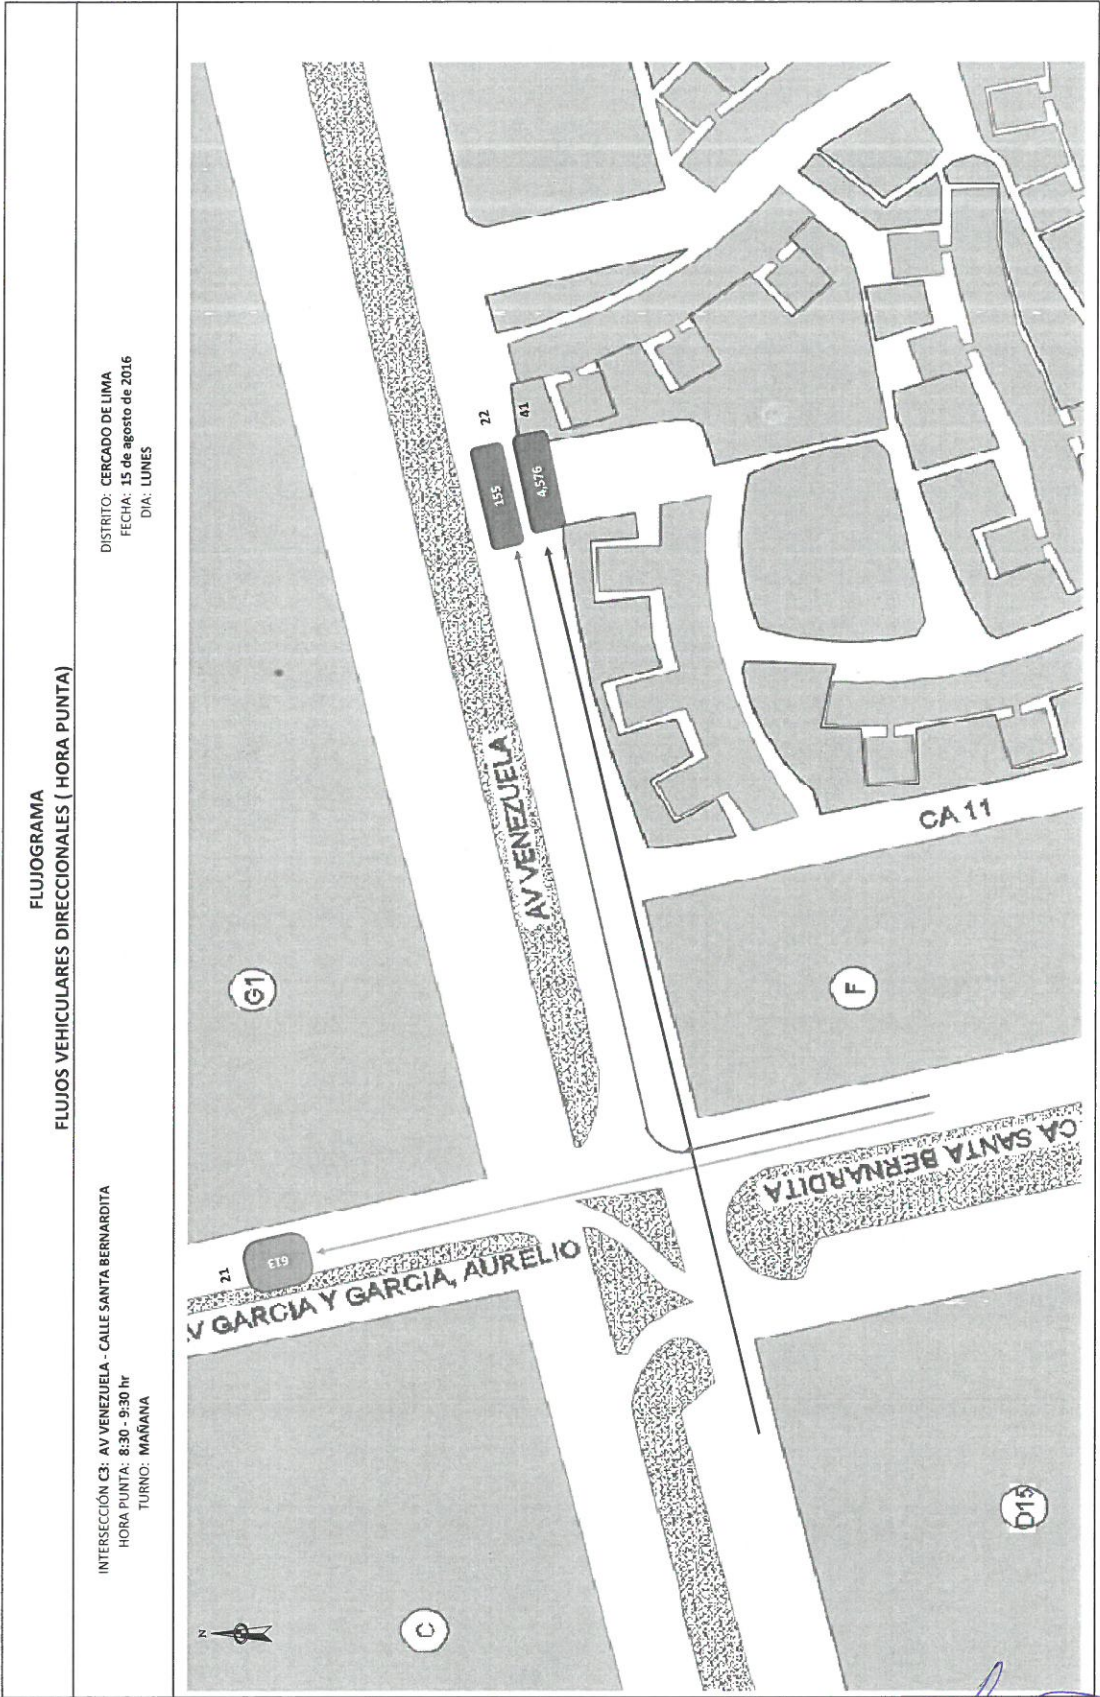 FLUJOGRAMA
FLUJOS VEHICULARES DIRECCIONALES ( HORA PUNTA)
INTERSECCIÓN C3: AV VENEZUELA - CALLE SANTA BERNARDITA
HORA PUNTA: 8:30 - 9:30 hr
TURNO: MAÑANA
DISTRITO: CERCADO DE LIMA
FECHA: 15 de agosto de 2016
DIA: LUNES
N
21
613
V GARCIA Y GARCIA, AURELIO
G1
C
AV VENEZUELA
22
155
41
4,576
CA SANTA BERNARDITA
F
CA 11
D15